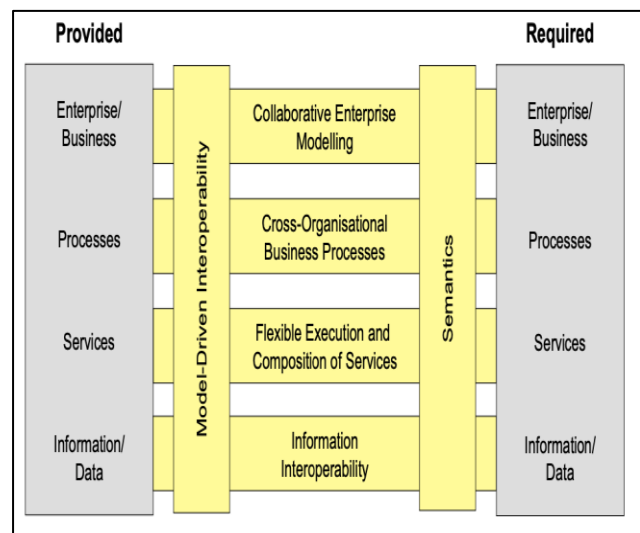 Provided
Required
Enterprise/
Business
Collaborative Enterprise
Modelling
Enterprise/
Business
Model-Driven Interoperability
Semantics
Processes
Cross-Organisational
Business Processes
Processes
Services
Flexible Execution and
Composition of Services
Services
Information/
Data
Information
Interoperability
Information/
Data